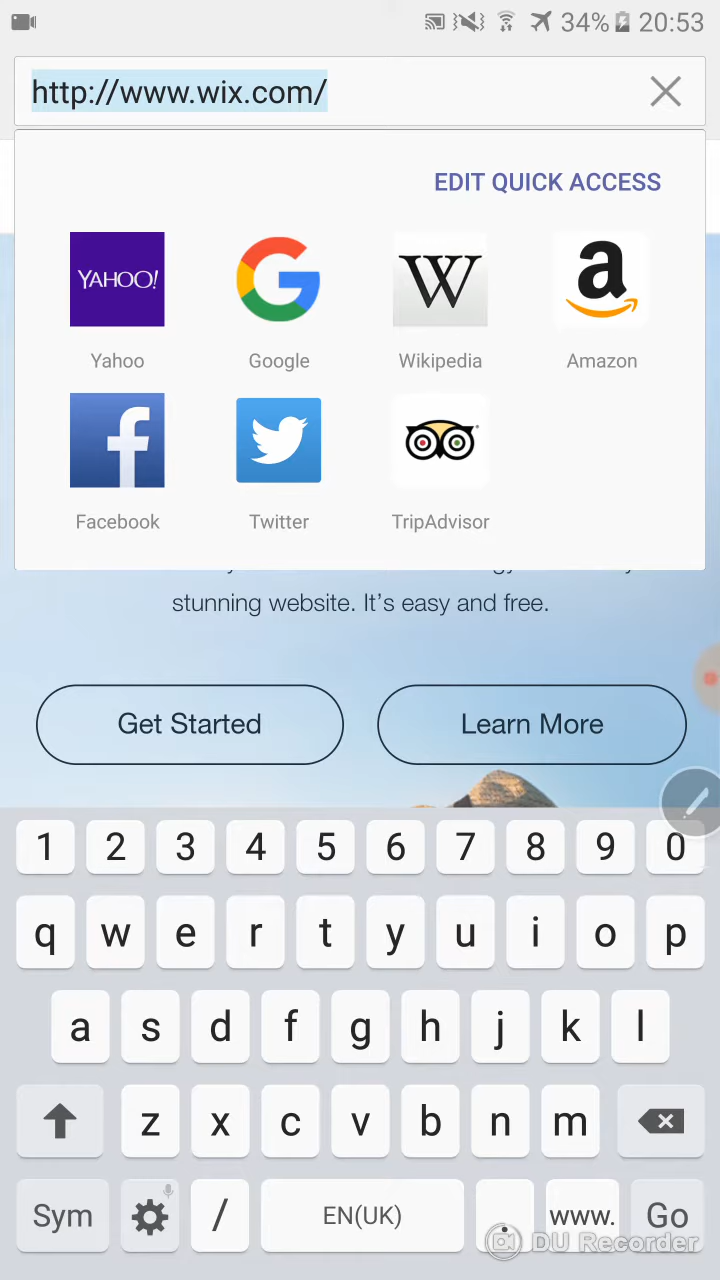 34% 20:53
http://www.wix.com/
EDIT QUICK ACCESS
YAHOO! G W a
Yahoo Google Wikipedia Amazon
f
Facebook Twitter TripAdvisor
stunning website. It's easy and free.
Get Started Learn More
1 2 3 4 5 6 7 8 9 0
q w e r t y u i o p
a s d f g h j k l
z x c v b n m
Sym / EN(UK) . www. Go
DU Recorder